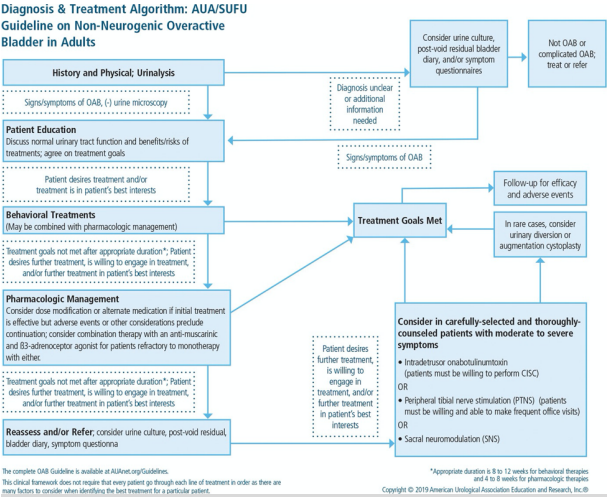 Diagnosis & Treatment Algorithm: AUA/SUFU
Guideline on Non-Neurogenic Overactive
Bladder in Adults
History and Physical; Urinalysis
Consider urine culture,
post-void residual bladder
diary, and/or symptom
questionnaires
Not OAB or
complicated OAB;
treat or refer
Signs/symptoms of OAB, (-) urine microscopy
Diagnosis unclear
or additional
information
needed
Patient Education
Discuss normal urinary tract function and benefits/risks of
treatments; agree on treatment goals
Signs/symptoms of OAB
Patient desires treatment and/or
treatment is in patient's best interests
Follow-up for efficacy
and adverse events
Behavioral Treatments
(May be combined with pharmacologic management)
Treatment Goals Met
In rare cases, consider
urinary diversion or
augmentation cystoplasty
Treatment goals not met after appropriate duration*; Patient
desires further treatment, is willing to engage in treatment,
and/or further treatment in patient's best interests
Pharmacologic Management
Consider dose modification or alternate medication if initial treatment
is effective but adverse events or other considerations preclude
continuation; consider combination therapy with an anti-muscarinic
and ß3-adrenoceptor agonist for patients refractory to monotherapy
with either.
Patient desires
further treatment,
is willing to
engage in
treatment, and/or
further treatment
in patient's best
interests
Consider in carefully-selected and thoroughly-
counseled patients with moderate to severe
symptoms
• Intradetrusor onabotulinumtoxin
(patients must be willing to perform CISC)
OR
• Peripheral tibial nerve stimulation (PTNS) (patients
must be willing and able to make frequent office visits)
OR
• Sacral neuromodulation (SNS)
Treatment goals not met after appropriate duration*; Patient
desires further treatment, is willing to engage in treatment,
and/or further treatment in patient's best interests
Reassess and/or Refer; consider urine culture, post-void residual,
bladder diary, symptom questionna
The complete OAB Guideline is available at AUAnet.org/Guidelines.
This clinical framework does not require that every patient go through each line of treatment in order as there are
many factors to consider when identifying the best treatment for a particular patient.
*Appropriate duration is 8 to 12 weeks for behavioral therapies
and 4 to 8 weeks for pharmacologic therapies
Copyright © 2019 American Urological Association Education and Research, Inc.®